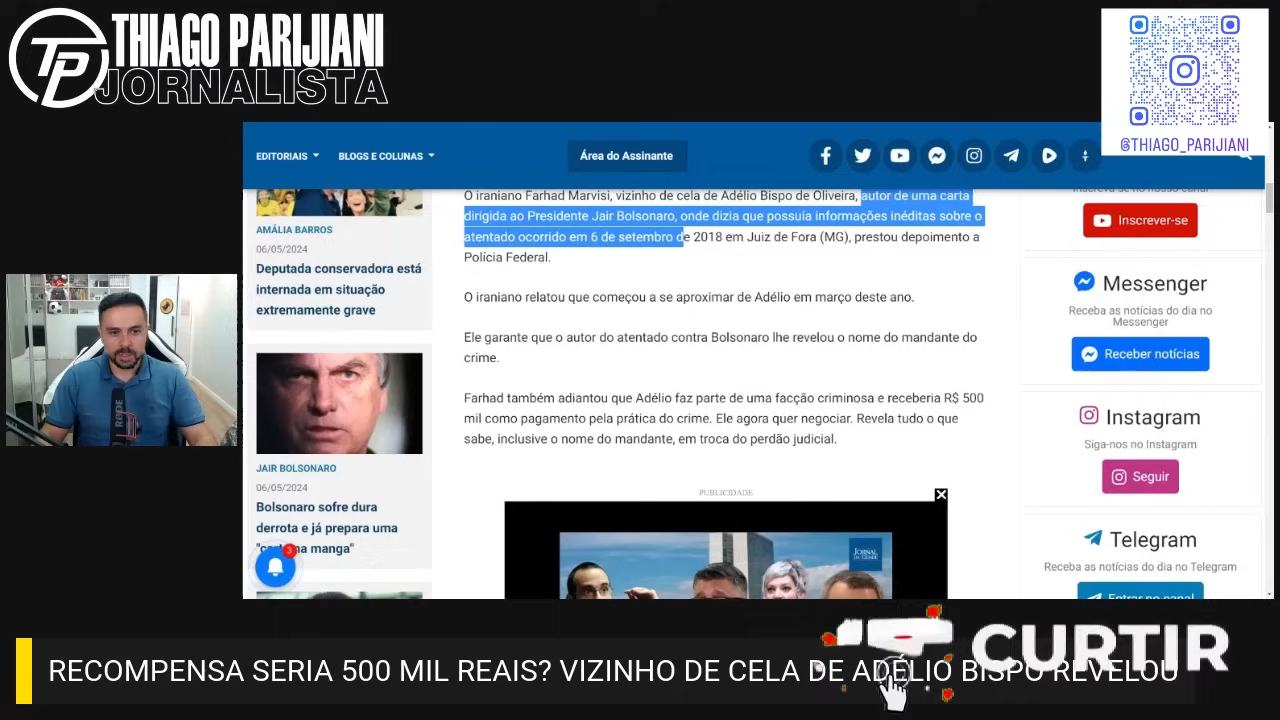 TP
THIAGO PARIJIANI
JORNALISTA
@THIAGO_PARIJIANI
EDITORIAS
BLOGS E COLUNAS
Área do Assinante
AMÁLIA BARROS
06/05/2024
Deputada conservadora está
internada em situação
extremamente grave
JAIR BOLSONARO
06/05/2024
Bolsonaro sofre dura
derrota e já prepara uma
manga"
3
O iraniano Farhad Marvisi, vizinho de cela de Adélio Bispo de Oliveira, autor de uma carta
dirigida ao Presidente Jair Bolsonaro, onde dizia que possuia informações inéditas sobre o
atentado ocorrido em 6 de setembro de 2018 em Juiz de Fora (MG), prestou depoimento a
Polícia Federal.
O iraniano relatou que começou a se aproximar de Adélio em março deste ano.
Ele garante que o autor do atentado contra Bolsonaro lhe revelou o nome do mandante do
crime.
Farhad também adiantou que Adélio faz parte de uma facção criminosa e receberia R$ 500
mil como pagamento pela prática do crime. Ele agora quer negociar. Revela tudo o que
sabe, inclusive o nome do mandante, em troca do perdão judicial.
PUBLICIDADE
JORNAL
DA CIDADE
Inscreva-se no nosso canal
Inscrever-se
Messenger
Receba as notícias do dia no
Messenger
Receber notícias
Instagram
Siga-nos no Instagram
Seguir
Telegram
Receba as notícias do dia no Telegram
Entrar no canal
RODE
CURTIR
RECOMPENSA SERIA 500 MIL REAIS? VIZINHO DE CELA DE ADÉLIO BISPO REVELOU